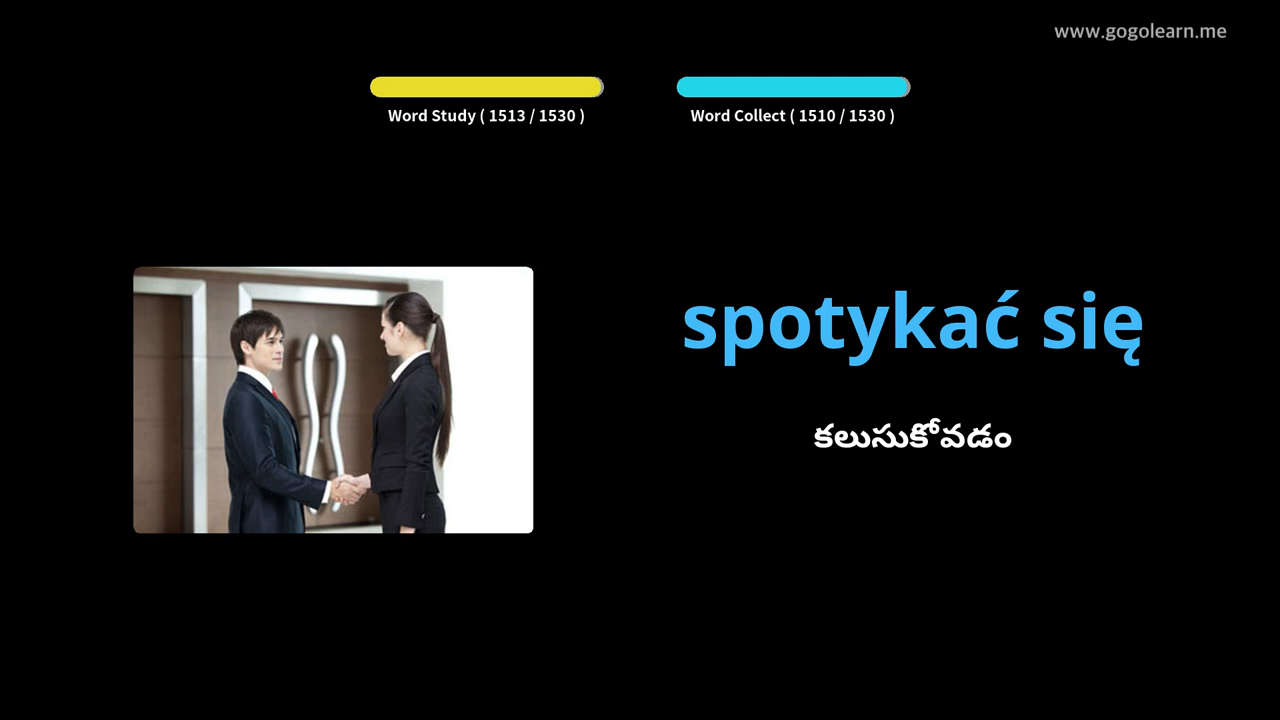 www.gogolearn.me
Word Study ( 1513 / 1530 )
Word Collect ( 1510 / 1530 )
spotykać się
కలుసుకోవడం